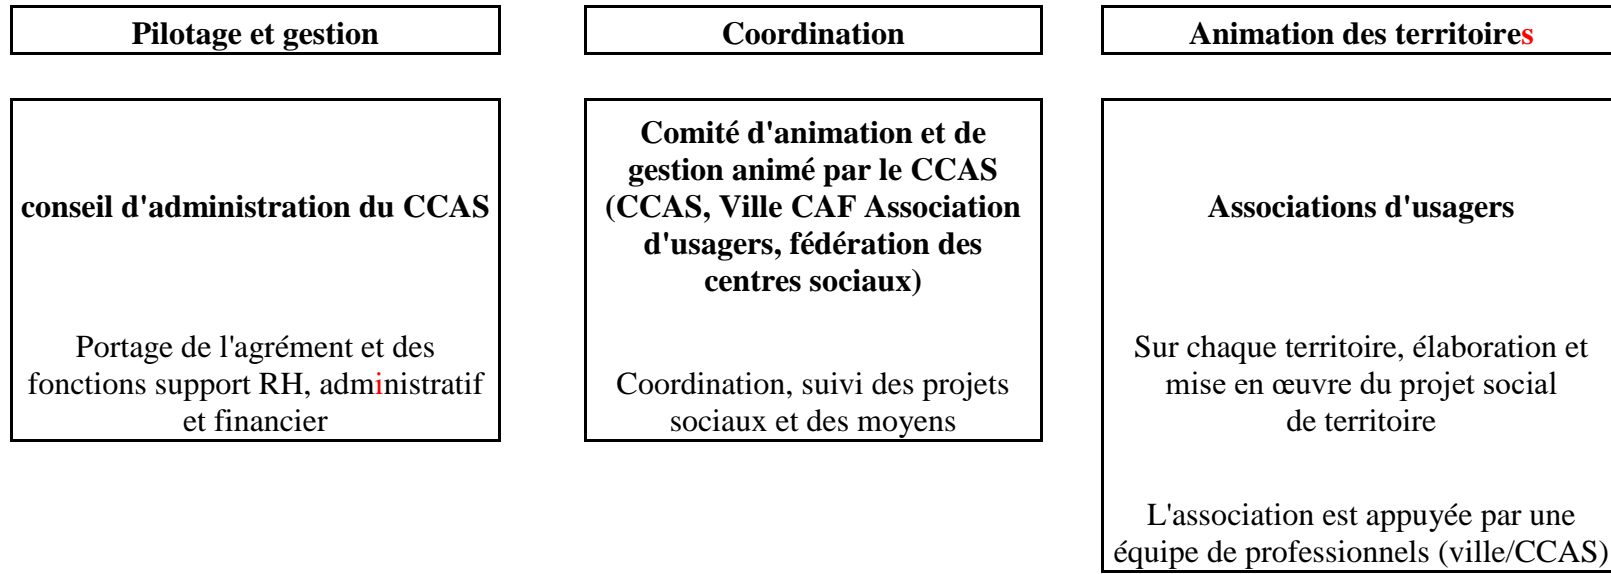 Pilotage et gestion
Coordination
Animation des territoires
conseil d'administration du CCAS
Portage de l'agrément et des
fonctions support RH, administratif
et financier
Comité d'animation et de
gestion animé par le CCAS
(CCAS, Ville CAF Association
d'usagers, fédération des
centres sociaux)
Coordination, suivi des projets
sociaux et des moyens
Associations d'usagers
Sur chaque territoire, élaboration et
mise en œuvre du projet social
de territoire
L'association est appuyée par une
équipe de professionnels (ville/CCAS)